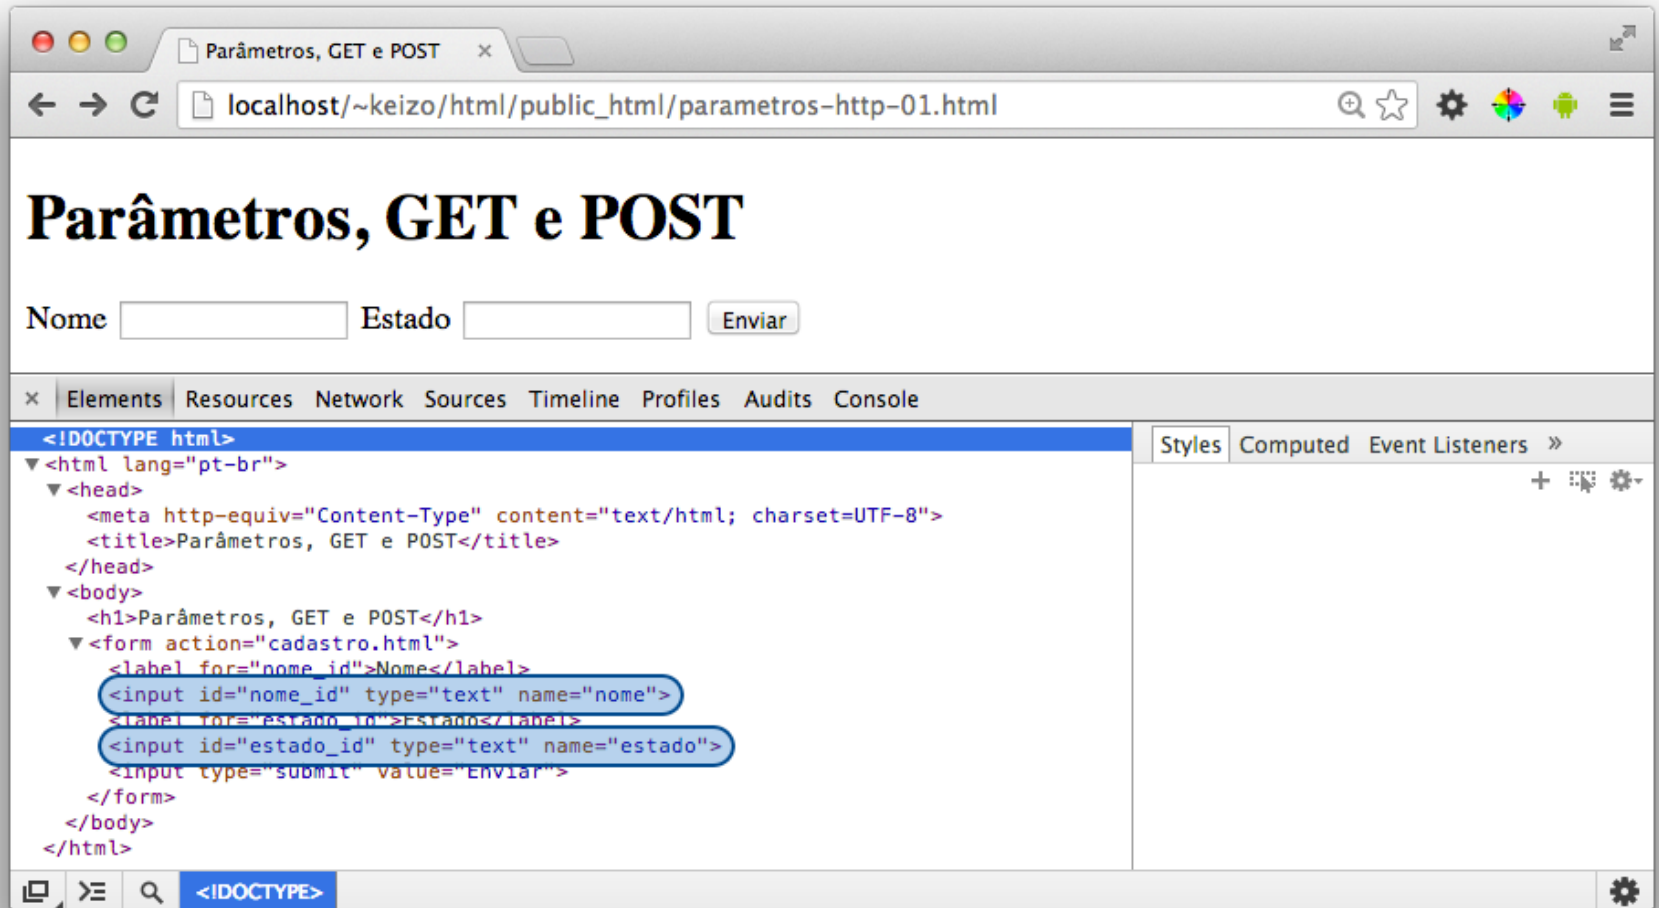 Parâmetros, GET e POST
localhost/~keizo/html/public_html/parametros-http-01.html
Parâmetros, GET e POST
Nome Estado Enviar
Elements Resources Network Sources Timeline Profiles Audits Console
<!DOCTYPE html>
<html lang="pt-br">
<head>
<meta http-equiv="Content-Type" content="text/html; charset=UTF-8">
<title>Parâmetros, GET e POST</title>
</head>
<body>
<h1>Parâmetros, GET e POST</h1>
<form action="cadastro.html">
<label for="nome_id">Nome</label>
<input id="nome_id" type="text" name="nome">
<label for="estado_id">Estado</label>
<input id="estado_id" type="text" name="estado">
<input type="submit" value="Enviar">
</form>
</body>
</html>
Styles Computed Event Listeners »
<!DOCTYPE>